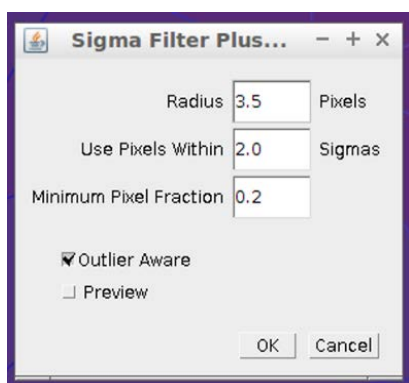 Sigma Filter Plus...
Radius 3.5 Pixels
Use Pixels Within 2.0 Sigmas
Minimum Pixel Fraction 0.2
Outlier Aware
Preview
OK Cancel